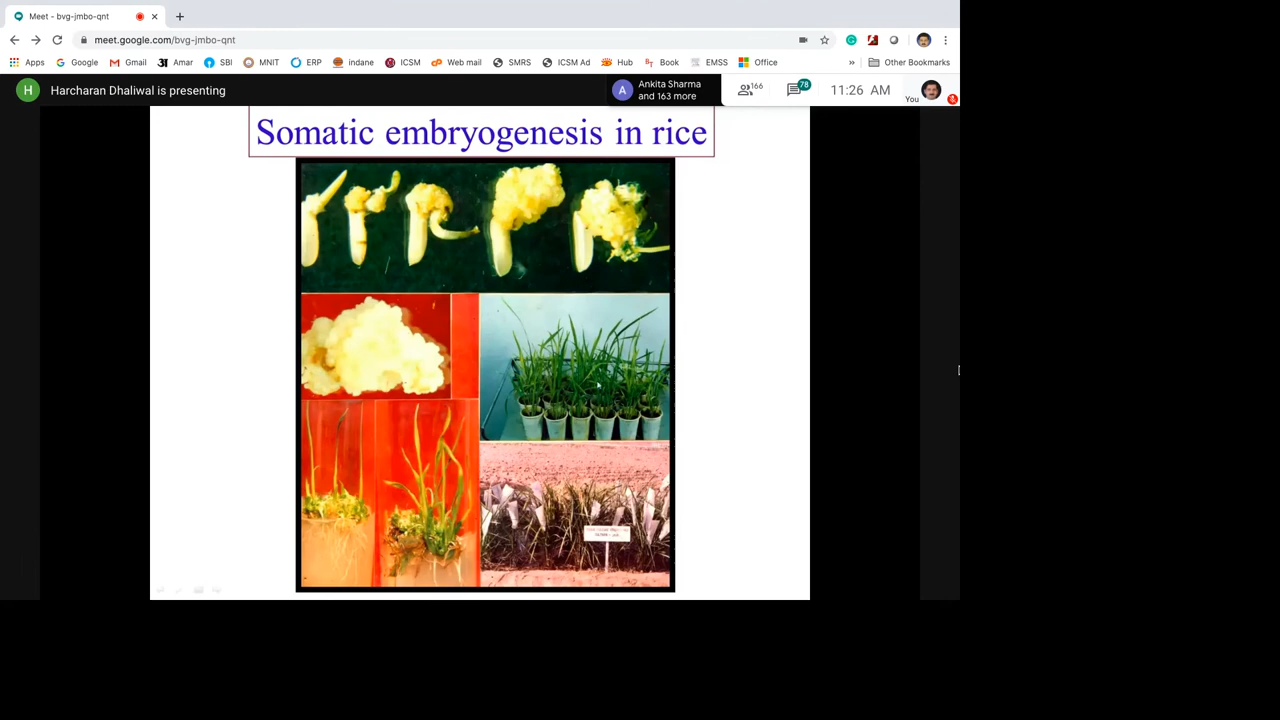 Meet - bvg-jmbo-qnt
meet.google.com/bvg-jmbo-qnt
Apps Google Gmail Amar SBI MNIT ERP indane ICSM Web mail SMRS ICSM Ad Hub Book EMSS Office » Other Bookmarks
H Harcharan Dhaliwal is presenting
A Ankita Sharma
and 163 more
166
78
11:26 AM
You
Somatic embryogenesis in rice